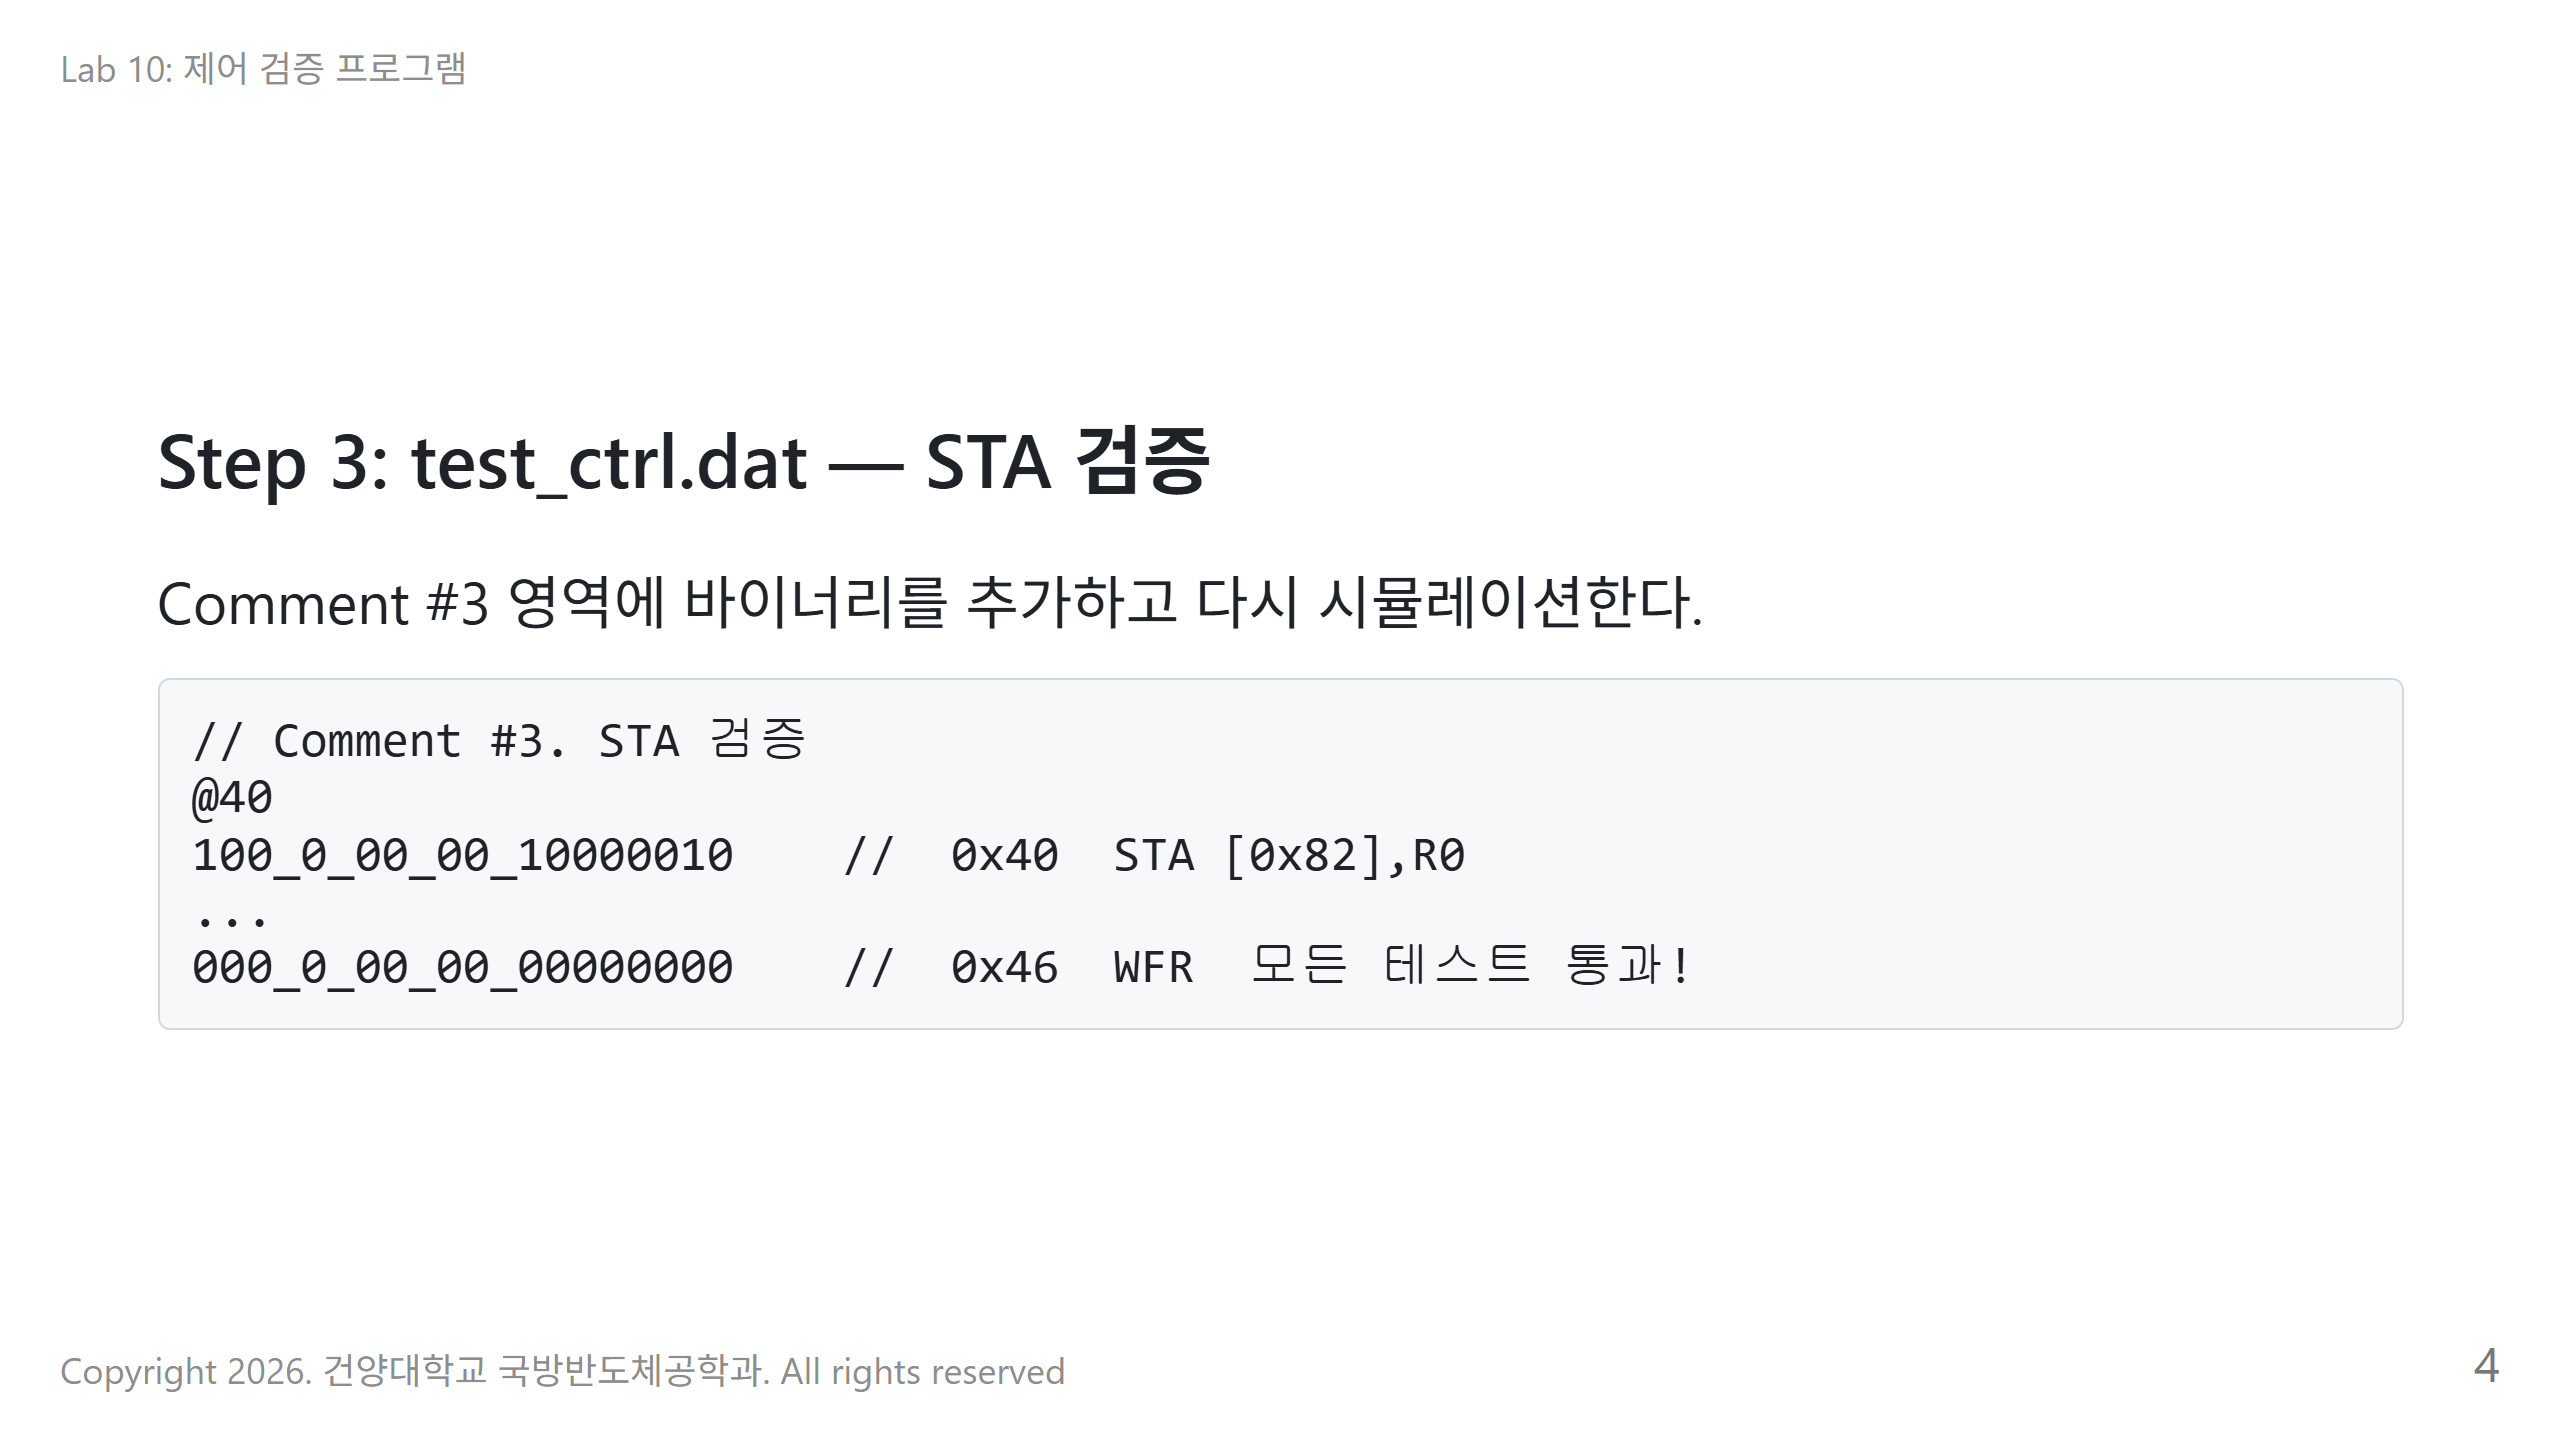 Lab 10: 제어 검증 프로그램
Step 3: test_ctrl.dat — STA 검증
Comment #3 영역에 바이너리를 추가하고 다시 시뮬레이션한다.
// Comment #3. STA 검증
@40
100_0_00_00_10000010    //  0x40  STA [0x82],R0
...
000_0_00_00_00000000    //  0x46  WFR  모든 테스트 통과!
Copyright 2026. 건양대학교 국방반도체공학과. All rights reserved
4